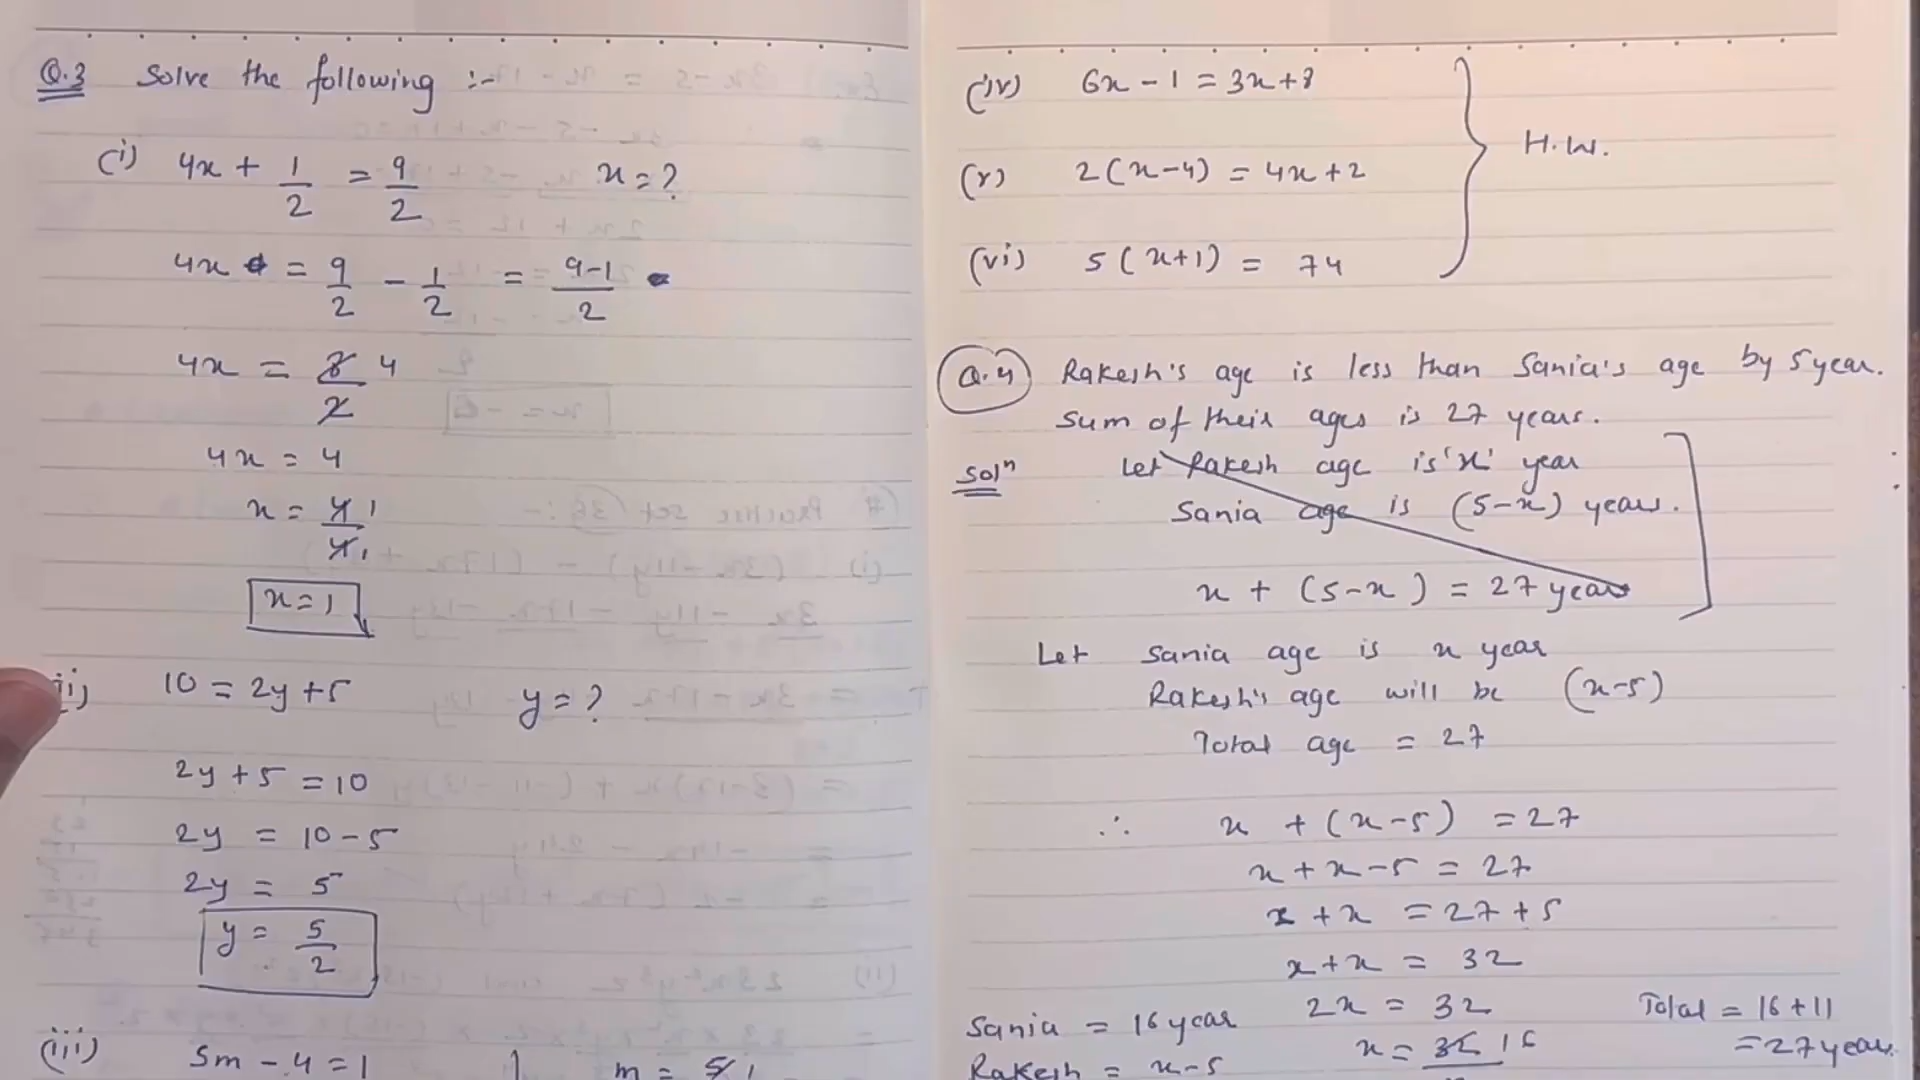 Q.3 Solve the following :-
(i) 4x + 1/2 = 9/2 x = ?
4x = 9/2 - 1/2 = 9-1/2
4x = 8/2 4
4x = 4
x = 4/4 1 1
x = 1
(ii) 10 = 2y + 5 y = ?
2y + 5 = 10
2y = 10 - 5
2y = 5
y = 5/2
(iii) 5m - 4 = 1 m = 5/ 1
(iv) 6x - 1 = 3x + 8
(v) 2(x-4) = 4x + 2
(vi) 5(x+1) = 74
H.W.
Q.4 Rakesh's age is less than Sania's age by 5 year.
sum of their ages is 27 years.
Soln Let Rakesh age is 'x' year
Sania age is (5-x) years.
x + (5-x) = 27 year
Let Sania age is x year
Rakesh's age will be (x-5)
Total age = 27
∴ x + (x-5) = 27
x + x - 5 = 27
x + x = 27 + 5
x + x = 32
2x = 32
x = 32 16
Sania = 16 year
Rakesh = x-5
Total = 16 + 11
= 27 year.